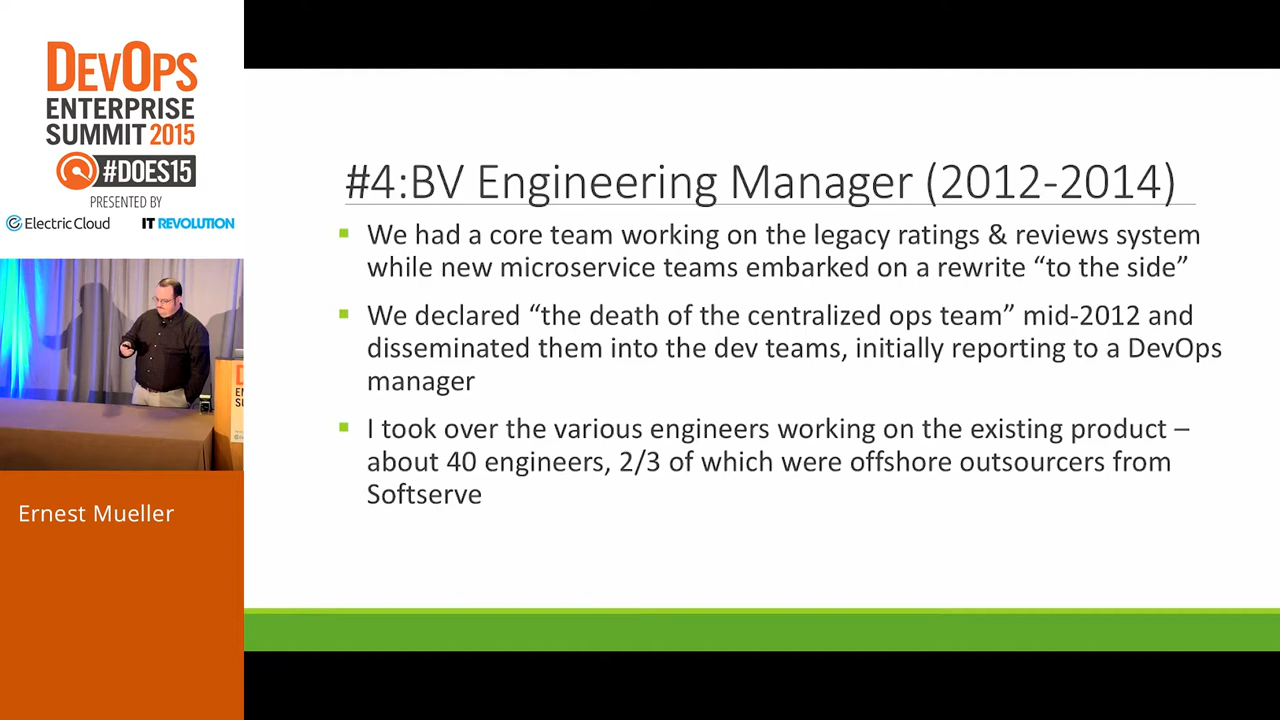 DEVOPS
ENTERPRISE
SUMMIT 2015
#DOES15
PRESENTED BY
Electric Cloud IT REVOLUTION
Ernest Mueller
#4:BV Engineering Manager (2012-2014)
We had a core team working on the legacy ratings & reviews system
while new microservice teams embarked on a rewrite “to the side”
We declared “the death of the centralized ops team” mid-2012 and
disseminated them into the dev teams, initially reporting to a DevOps
manager
I took over the various engineers working on the existing product –
about 40 engineers, 2/3 of which were offshore outsourcers from
Softserve